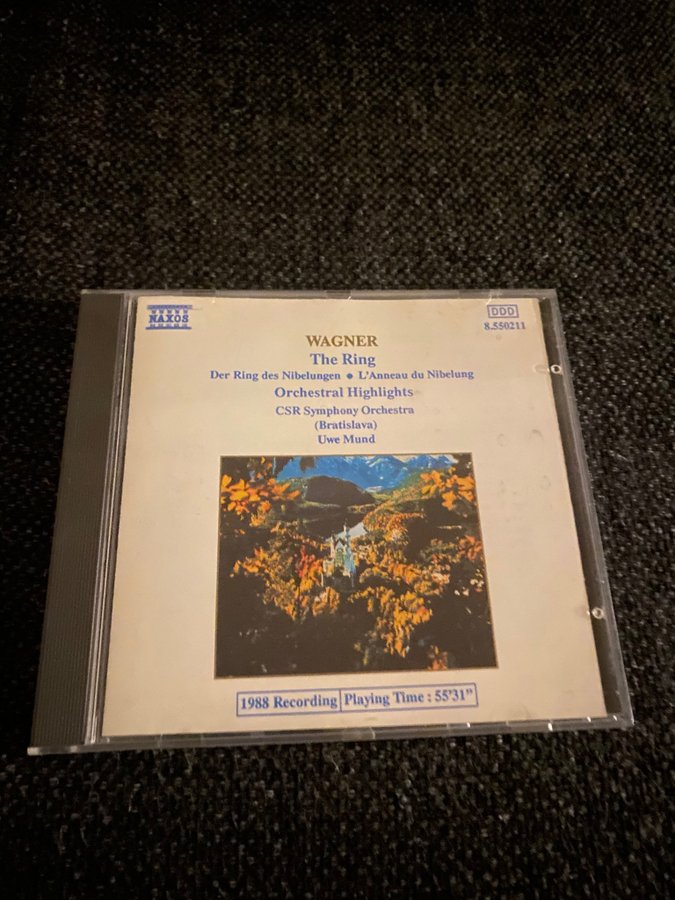 NAXOS
DDD
8.550211
WAGNER
The Ring
Der Ring des Nibelungen • L'Anneau du Nibelung
Orchestral Highlights
CSR Symphony Orchestra
(Bratislava)
Uwe Mund
1988 Recording Playing Time : 55'31"